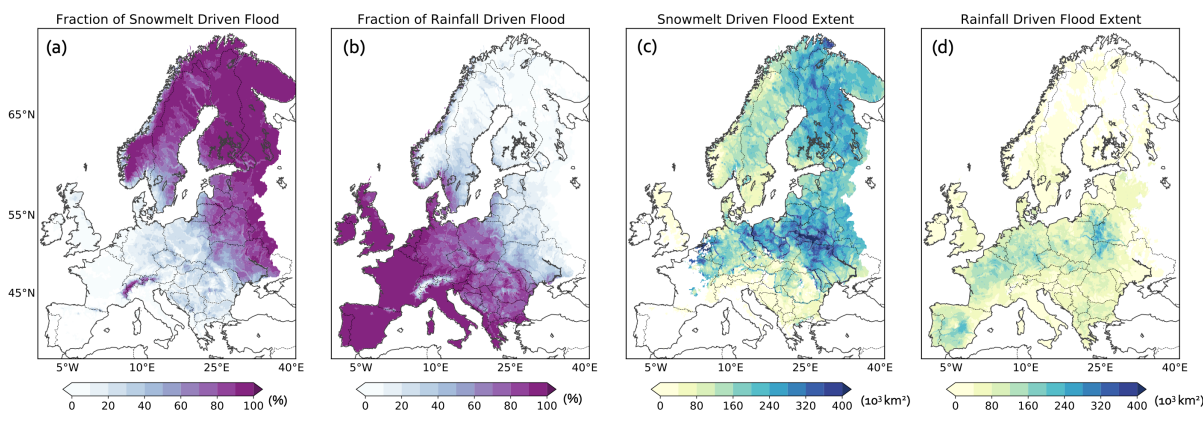 Fraction of Snowmelt Driven Flood
Fraction of Rainfall Driven Flood
Snowmelt Driven Flood Extent
Rainfall Driven Flood Extent
(a)
(b)
(c)
(d)
65°N
55°N
45°N
5°W 10°E 25°E 40°E
5°W 10°E 25°E 40°E
5°W 10°E 25°E 40°E
5°W 10°E 25°E 40°E
0 20 40 60 80 100 (%)
0 20 40 60 80 100 (%)
0 80 160 240 320 400 (10³ km²)
0 80 160 240 320 400 (10³ km²)